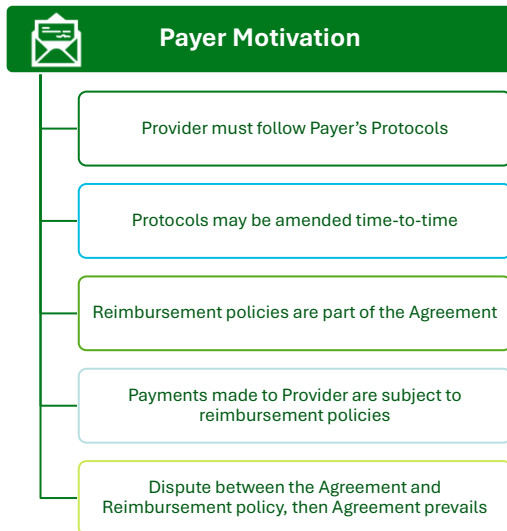 Payer Motivation
Provider must follow Payer’s Protocols
Protocols may be amended time-to-time
Reimbursement policies are part of the Agreement
Payments made to Provider are subject to
reimbursement policies
Dispute between the Agreement and
Reimbursement policy, then Agreement prevails